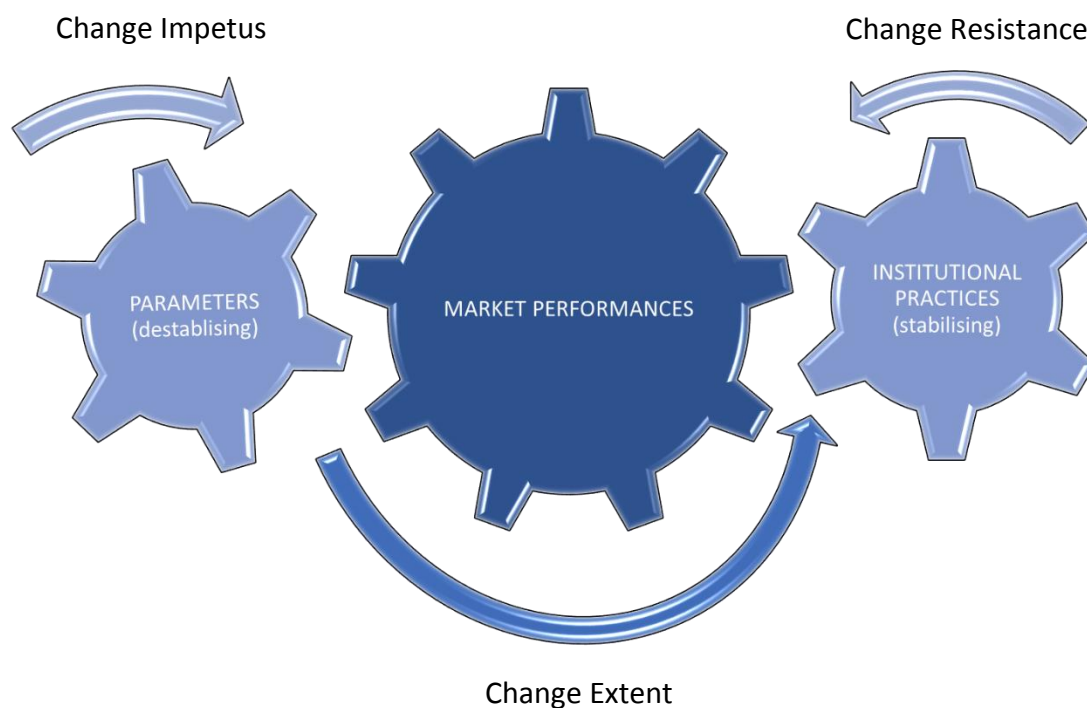 Change Impetus
Change Resistance
PARAMETERS
(destablising)
MARKET PERFORMANCES
INSTITUTIONAL
PRACTICES
(stabilising)
Change Extent